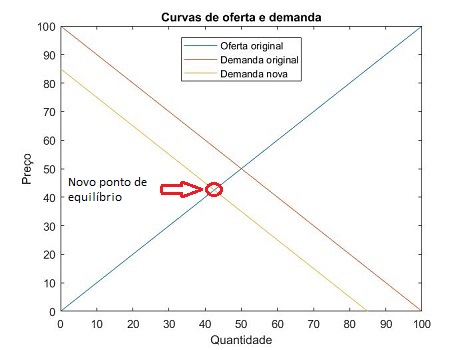 Curvas de oferta e demanda
Oferta original
Demanda original
Demanda nova
Preço
100
90
80
70
60
50
40
30
20
10
0
Novo ponto de
equilíbrio
0 10 20 30 40 50 60 70 80 90 100
Quantidade